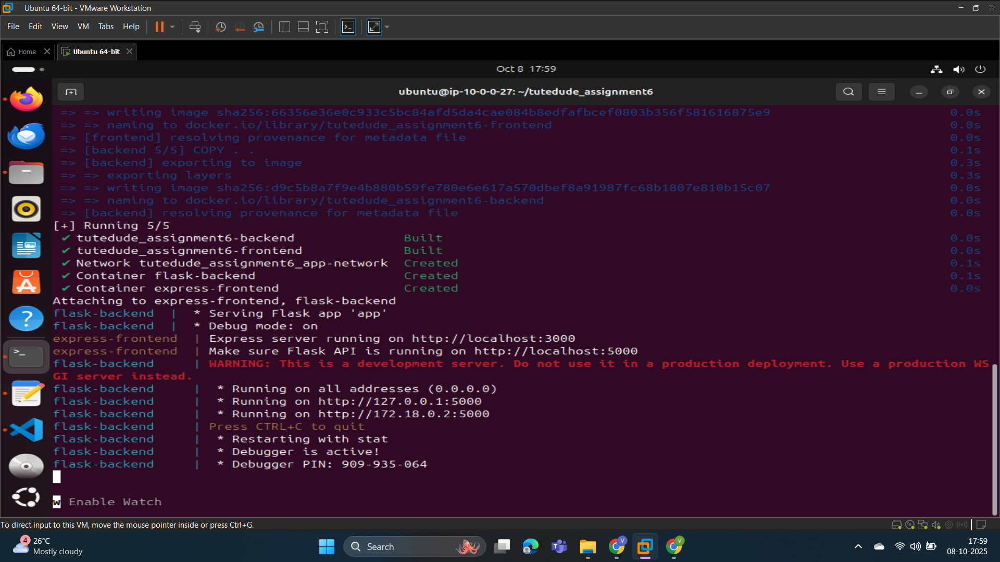 Ubuntu 64-bit - VMware Workstation
File Edit View VM Tabs Help
Home
Ubuntu 64-bit
Oct 8 17:59
ubuntu@ip-10-0-0-27: ~/tutedude_assignment6
=> => writing image sha256:66356e36e0c933c5bc84afd5da4cae084b8edfafbcef0803b356f581616875e9 0.0s
=> => naming to docker.io/library/tutedude_assignment6-frontend 0.0s
=> [frontend] resolving provenance for metadata file 0.0s
=> [backend 5/5] COPY . . 0.1s
=> [backend] exporting to image 0.3s
=> => exporting layers 0.3s
=> => writing image sha256:d9c5b8a7f9e4b880b59fe780e6e617a570dbef8a91987fc68b1807e810b15c07 0.0s
=> => naming to docker.io/library/tutedude_assignment6-backend 0.0s
=> [backend] resolving provenance for metadata file 0.0s
[+] Running 5/5
✔ tutedude_assignment6-backend Built 0.0s
✔ tutedude_assignment6-frontend Built 0.0s
✔ Network tutedude_assignment6_app-network Created 0.1s
✔ Container flask-backend Created 0.1s
✔ Container express-frontend Created 0.0s
Attaching to express-frontend, flask-backend
flask-backend | * Serving Flask app 'app'
flask-backend | * Debug mode: on
express-frontend | Express server running on http://localhost:3000
express-frontend | Make sure Flask API is running on http://localhost:5000
flask-backend | WARNING: This is a development server. Do not use it in a production deployment. Use a production WS
GI server instead.
flask-backend | * Running on all addresses (0.0.0.0)
flask-backend | * Running on http://127.0.0.1:5000
flask-backend | * Running on http://172.18.0.2:5000
flask-backend | Press CTRL+C to quit
flask-backend | * Restarting with stat
flask-backend | * Debugger is active!
flask-backend | * Debugger PIN: 909-935-064
w Enable Watch
To direct input to this VM, move the mouse pointer inside or press Ctrl+G.
4
26°C
Mostly cloudy
Search
V
V
17:59
08-10-2025